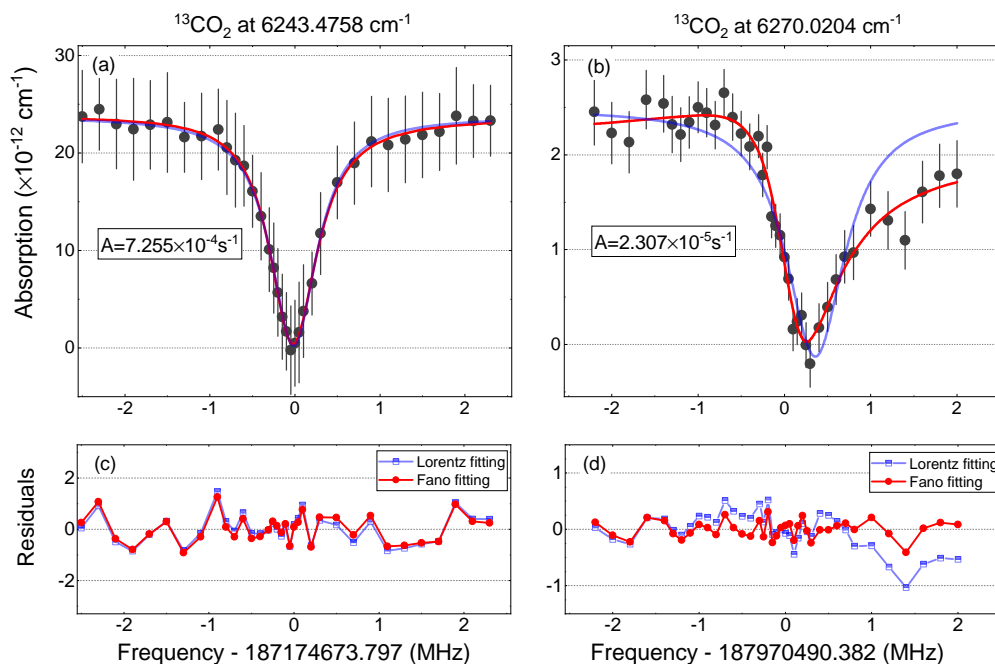 ¹³CO₂ at 6243.4758 cm⁻¹
¹³CO₂ at 6270.0204 cm⁻¹
Absorption (×10⁻¹² cm⁻¹)
(a)
30
20
10
0
A=7.255×10⁻⁴s⁻¹
-2 -1 0 1 2
(b)
3
2
1
0
A=2.307×10⁻⁵s⁻¹
-2 -1 0 1 2
Residuals
(c)
2
0
-2
Lorentz fitting
Fano fitting
-2 -1 0 1 2
Frequency - 187174673.797 (MHz)
(d)
1
0
-1
Lorentz fitting
Fano fitting
-2 -1 0 1 2
Frequency - 187970490.382 (MHz)